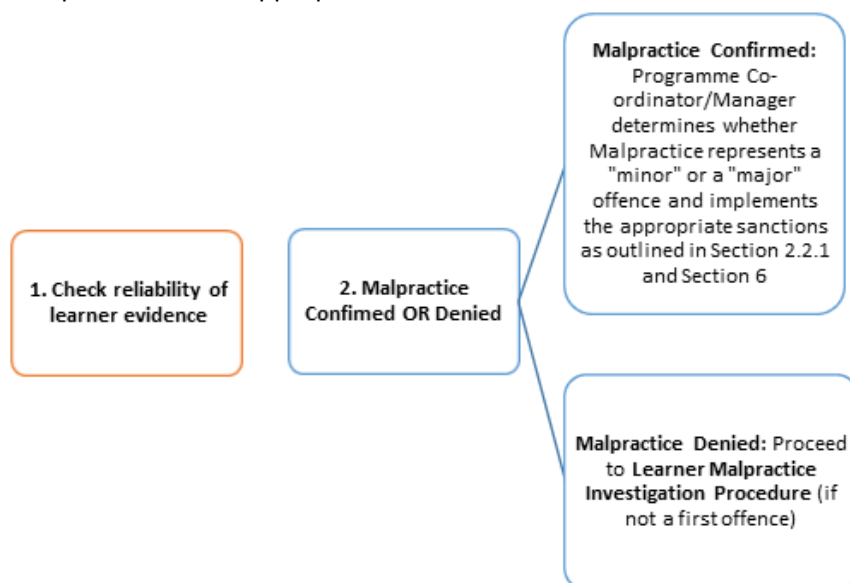 1. Check reliability of
learner evidence
2. Malpractice
Confimed OR Denied
Malpractice Confirmed:
Programme Co-
ordinator/Manager
determines whether
Malpractice represents a
"minor" or a "major"
offence and implements
the appropriate sanctions
as outlined in Section 2.2.1
and Section 6
Malpractice Denied: Proceed
to Learner Malpractice
Investigation Procedure (if
not a first offence)